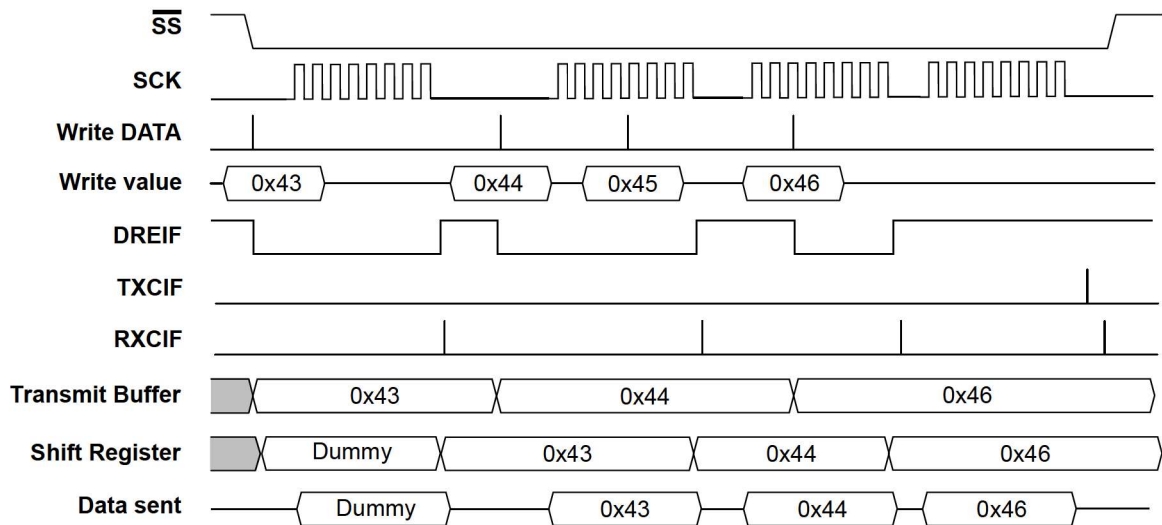 SS
SCK
Write DATA
Write value 0x43 0x44 0x45 0x46
DREIF
TXCIF
RXCIF
Transmit Buffer 0x43 0x44 0x46
Shift Register Dummy 0x43 0x44 0x46
Data sent Dummy 0x43 0x44 0x46